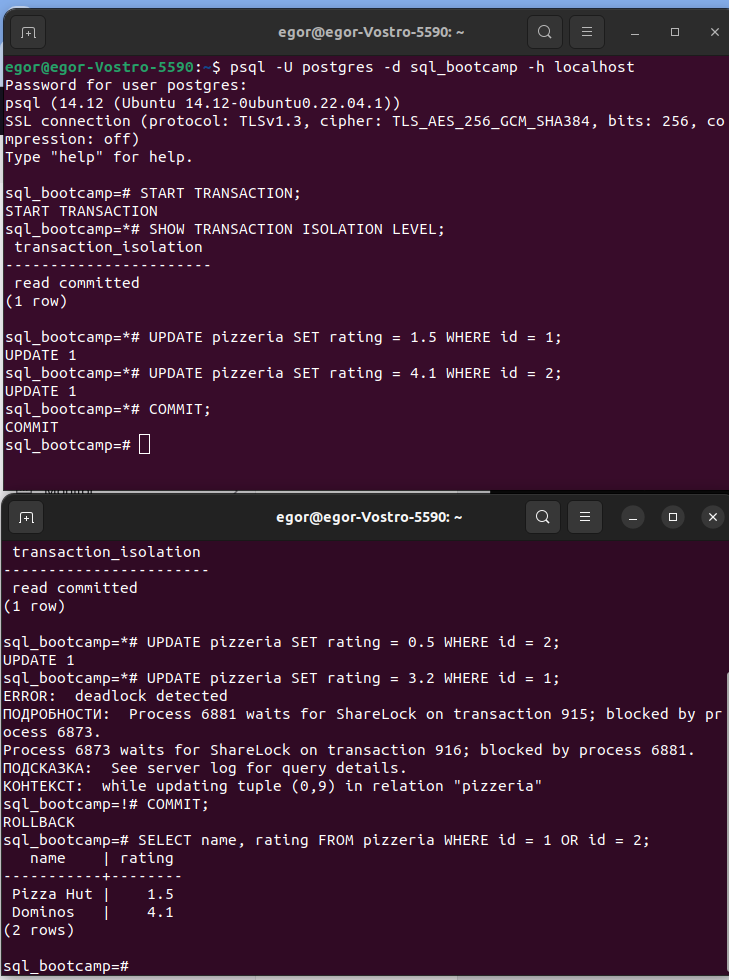 egor@egor-Vostro-5590: ~
egor@egor-Vostro-5590:~$ psql -U postgres -d sql_bootcamp -h localhost
Password for user postgres:
psql (14.12 (Ubuntu 14.12-0ubuntu0.22.04.1))
SSL connection (protocol: TLSv1.3, cipher: TLS_AES_256_GCM_SHA384, bits: 256, co
mpression: off)
Type "help" for help.
sql_bootcamp=# START TRANSACTION;
START TRANSACTION
sql_bootcamp=*# SHOW TRANSACTION ISOLATION LEVEL;
 transaction_isolation
-----------------------
 read committed
(1 row)
sql_bootcamp=*# UPDATE pizzeria SET rating = 1.5 WHERE id = 1;
UPDATE 1
sql_bootcamp=*# UPDATE pizzeria SET rating = 4.1 WHERE id = 2;
UPDATE 1
sql_bootcamp=*# COMMIT;
COMMIT
sql_bootcamp=#
egor@egor-Vostro-5590: ~
 transaction_isolation
-----------------------
 read committed
(1 row)
sql_bootcamp=*# UPDATE pizzeria SET rating = 0.5 WHERE id = 2;
UPDATE 1
sql_bootcamp=*# UPDATE pizzeria SET rating = 3.2 WHERE id = 1;
ERROR:  deadlock detected
ПОДРОБНОСТИ:  Process 6881 waits for ShareLock on transaction 915; blocked by pr
ocess 6873.
Process 6873 waits for ShareLock on transaction 916; blocked by process 6881.
ПОДСКАЗКА:  See server log for query details.
КОНТЕКСТ:  while updating tuple (0,9) in relation "pizzeria"
sql_bootcamp=!# COMMIT;
ROLLBACK
sql_bootcamp=# SELECT name, rating FROM pizzeria WHERE id = 1 OR id = 2;
   name    | rating
-----------+--------
 Pizza Hut |    1.5
 Dominos   |    4.1
(2 rows)
sql_bootcamp=#